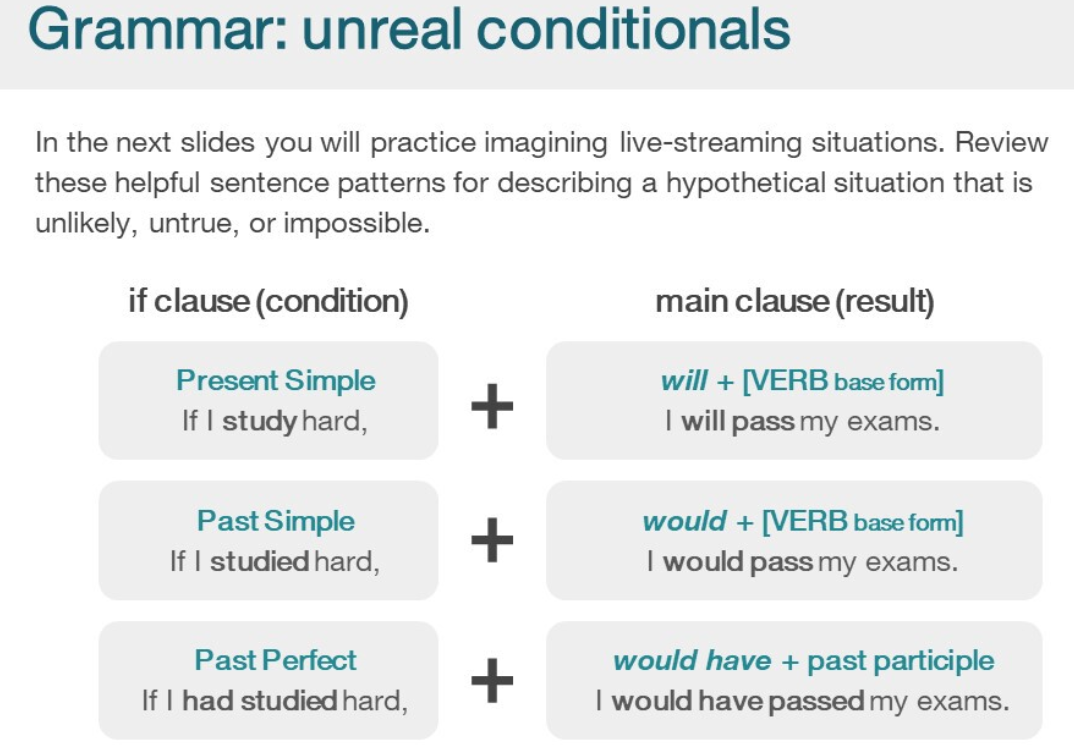 Grammar: unreal conditionals
In the next slides you will practice imagining live-streaming situations. Review
these helpful sentence patterns for describing a hypothetical situation that is
unlikely, untrue, or impossible.
if clause (condition)
main clause (result)
Present Simple
If I study hard,
+
will + [VERB base form]
I will pass my exams.
Past Simple
If I studied hard,
+
would + [VERB base form]
I would pass my exams.
Past Perfect
If I had studied hard,
+
would have + past participle
I would have passed my exams.